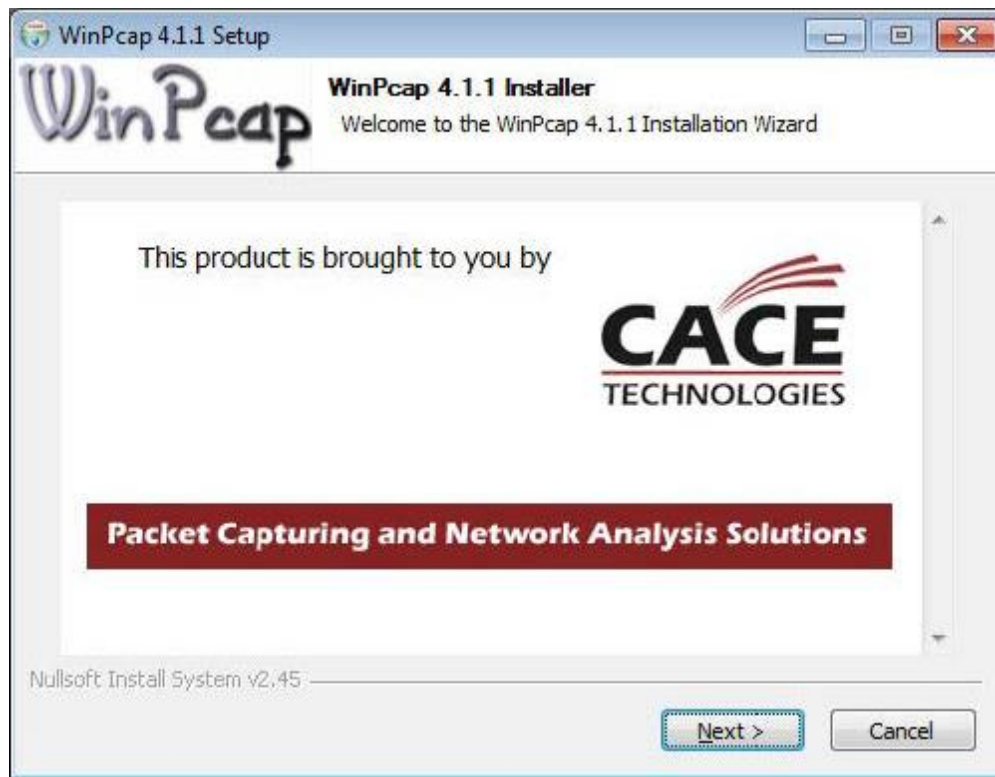 WinPcap 4.1.1 Setup
WinPcap
WinPcap 4.1.1 Installer
Welcome to the WinPcap 4.1.1 Installation Wizard
This product is brought to you by
CACE
TECHNOLOGIES
Packet Capturing and Network Analysis Solutions
Nullsoft Install System v2.45
Next >
Cancel